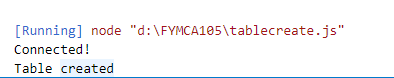 [Running] node "d:\FYMCA105\tablecreate.js"
Connected!
Table created